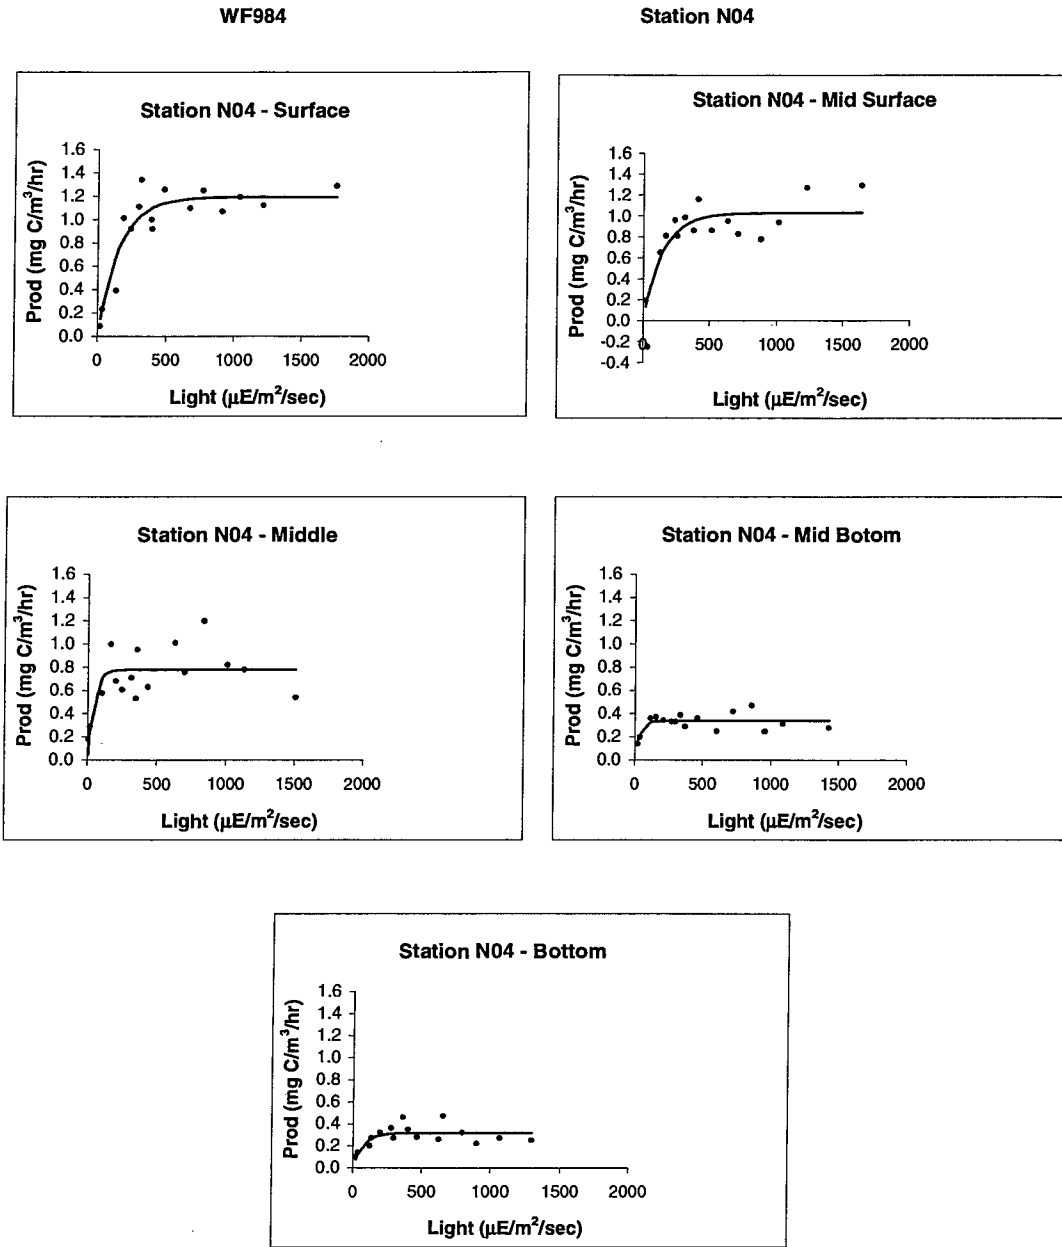 WF984 Station N04
Station N04 - Surface
Prod (mg C/m³/hr)
1.6
1.4
1.2
1.0
0.8
0.6
0.4
0.2
0.0
0 500 1000 1500 2000
Light (µE/m²/sec)
Station N04 - Mid Surface
Prod (mg C/m³/hr)
1.6
1.4
1.2
1.0
0.8
0.6
0.4
0.2
0.0
-0.2
-0.4
0 500 1000 1500 2000
Light (µE/m²/sec)
Station N04 - Middle
Prod (mg C/m³/hr)
1.6
1.4
1.2
1.0
0.8
0.6
0.4
0.2
0.0
0 500 1000 1500 2000
Light (µE/m²/sec)
Station N04 - Mid Botom
Prod (mg C/m³/hr)
1.6
1.4
1.2
1.0
0.8
0.6
0.4
0.2
0.0
0 500 1000 1500 2000
Light (µE/m²/sec)
Station N04 - Bottom
Prod (mg C/m³/hr)
1.6
1.4
1.2
1.0
0.8
0.6
0.4
0.2
0.0
0 500 1000 1500 2000
Light (µE/m²/sec)